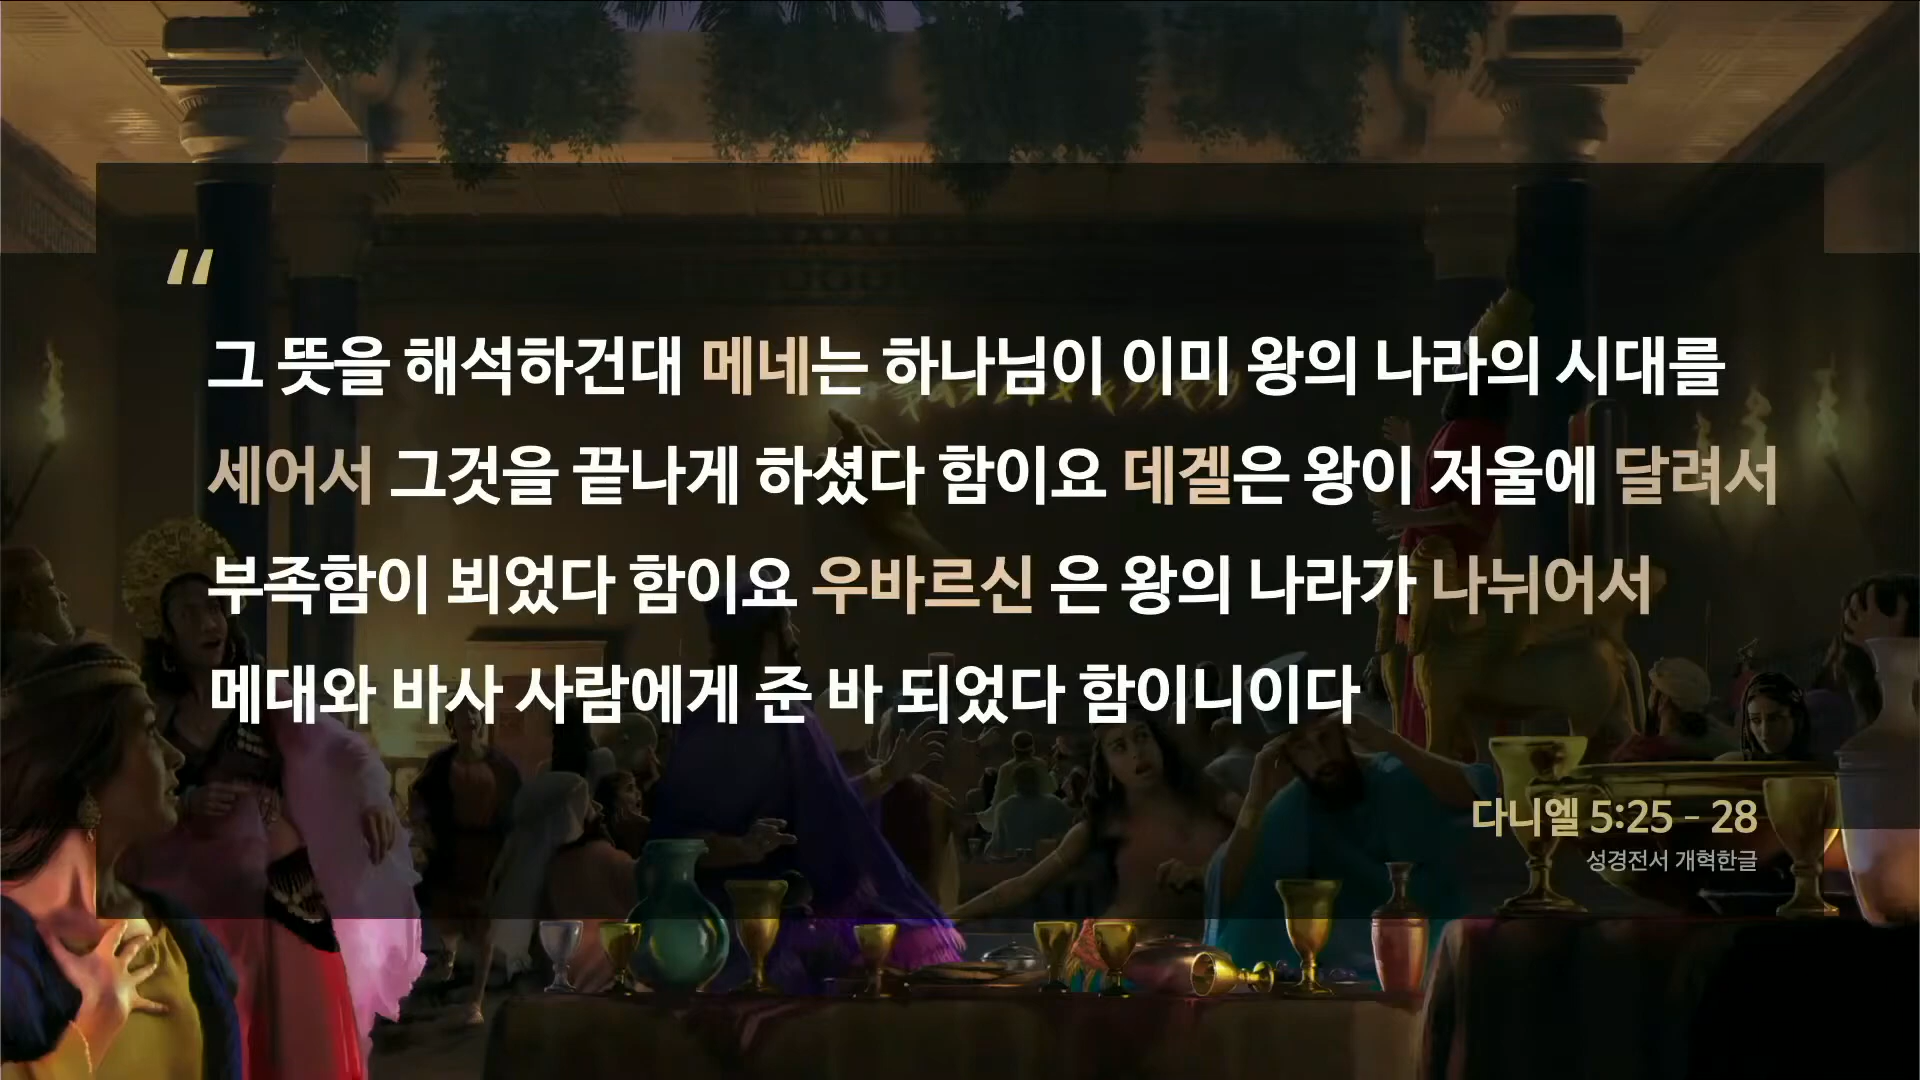 “
그 뜻을 해석하건대 메네는 하나님이 이미 왕의 나라의 시대를
세어서 그것을 끝나게 하셨다 함이요 데겔은 왕이 저울에 달려서
부족함이 뵈었다 함이요 우바르신 은 왕의 나라가 나뉘어서
메대와 바사 사람에게 준 바 되었다 함이니이다
다니엘 5:25 - 28
성경전서 개혁한글